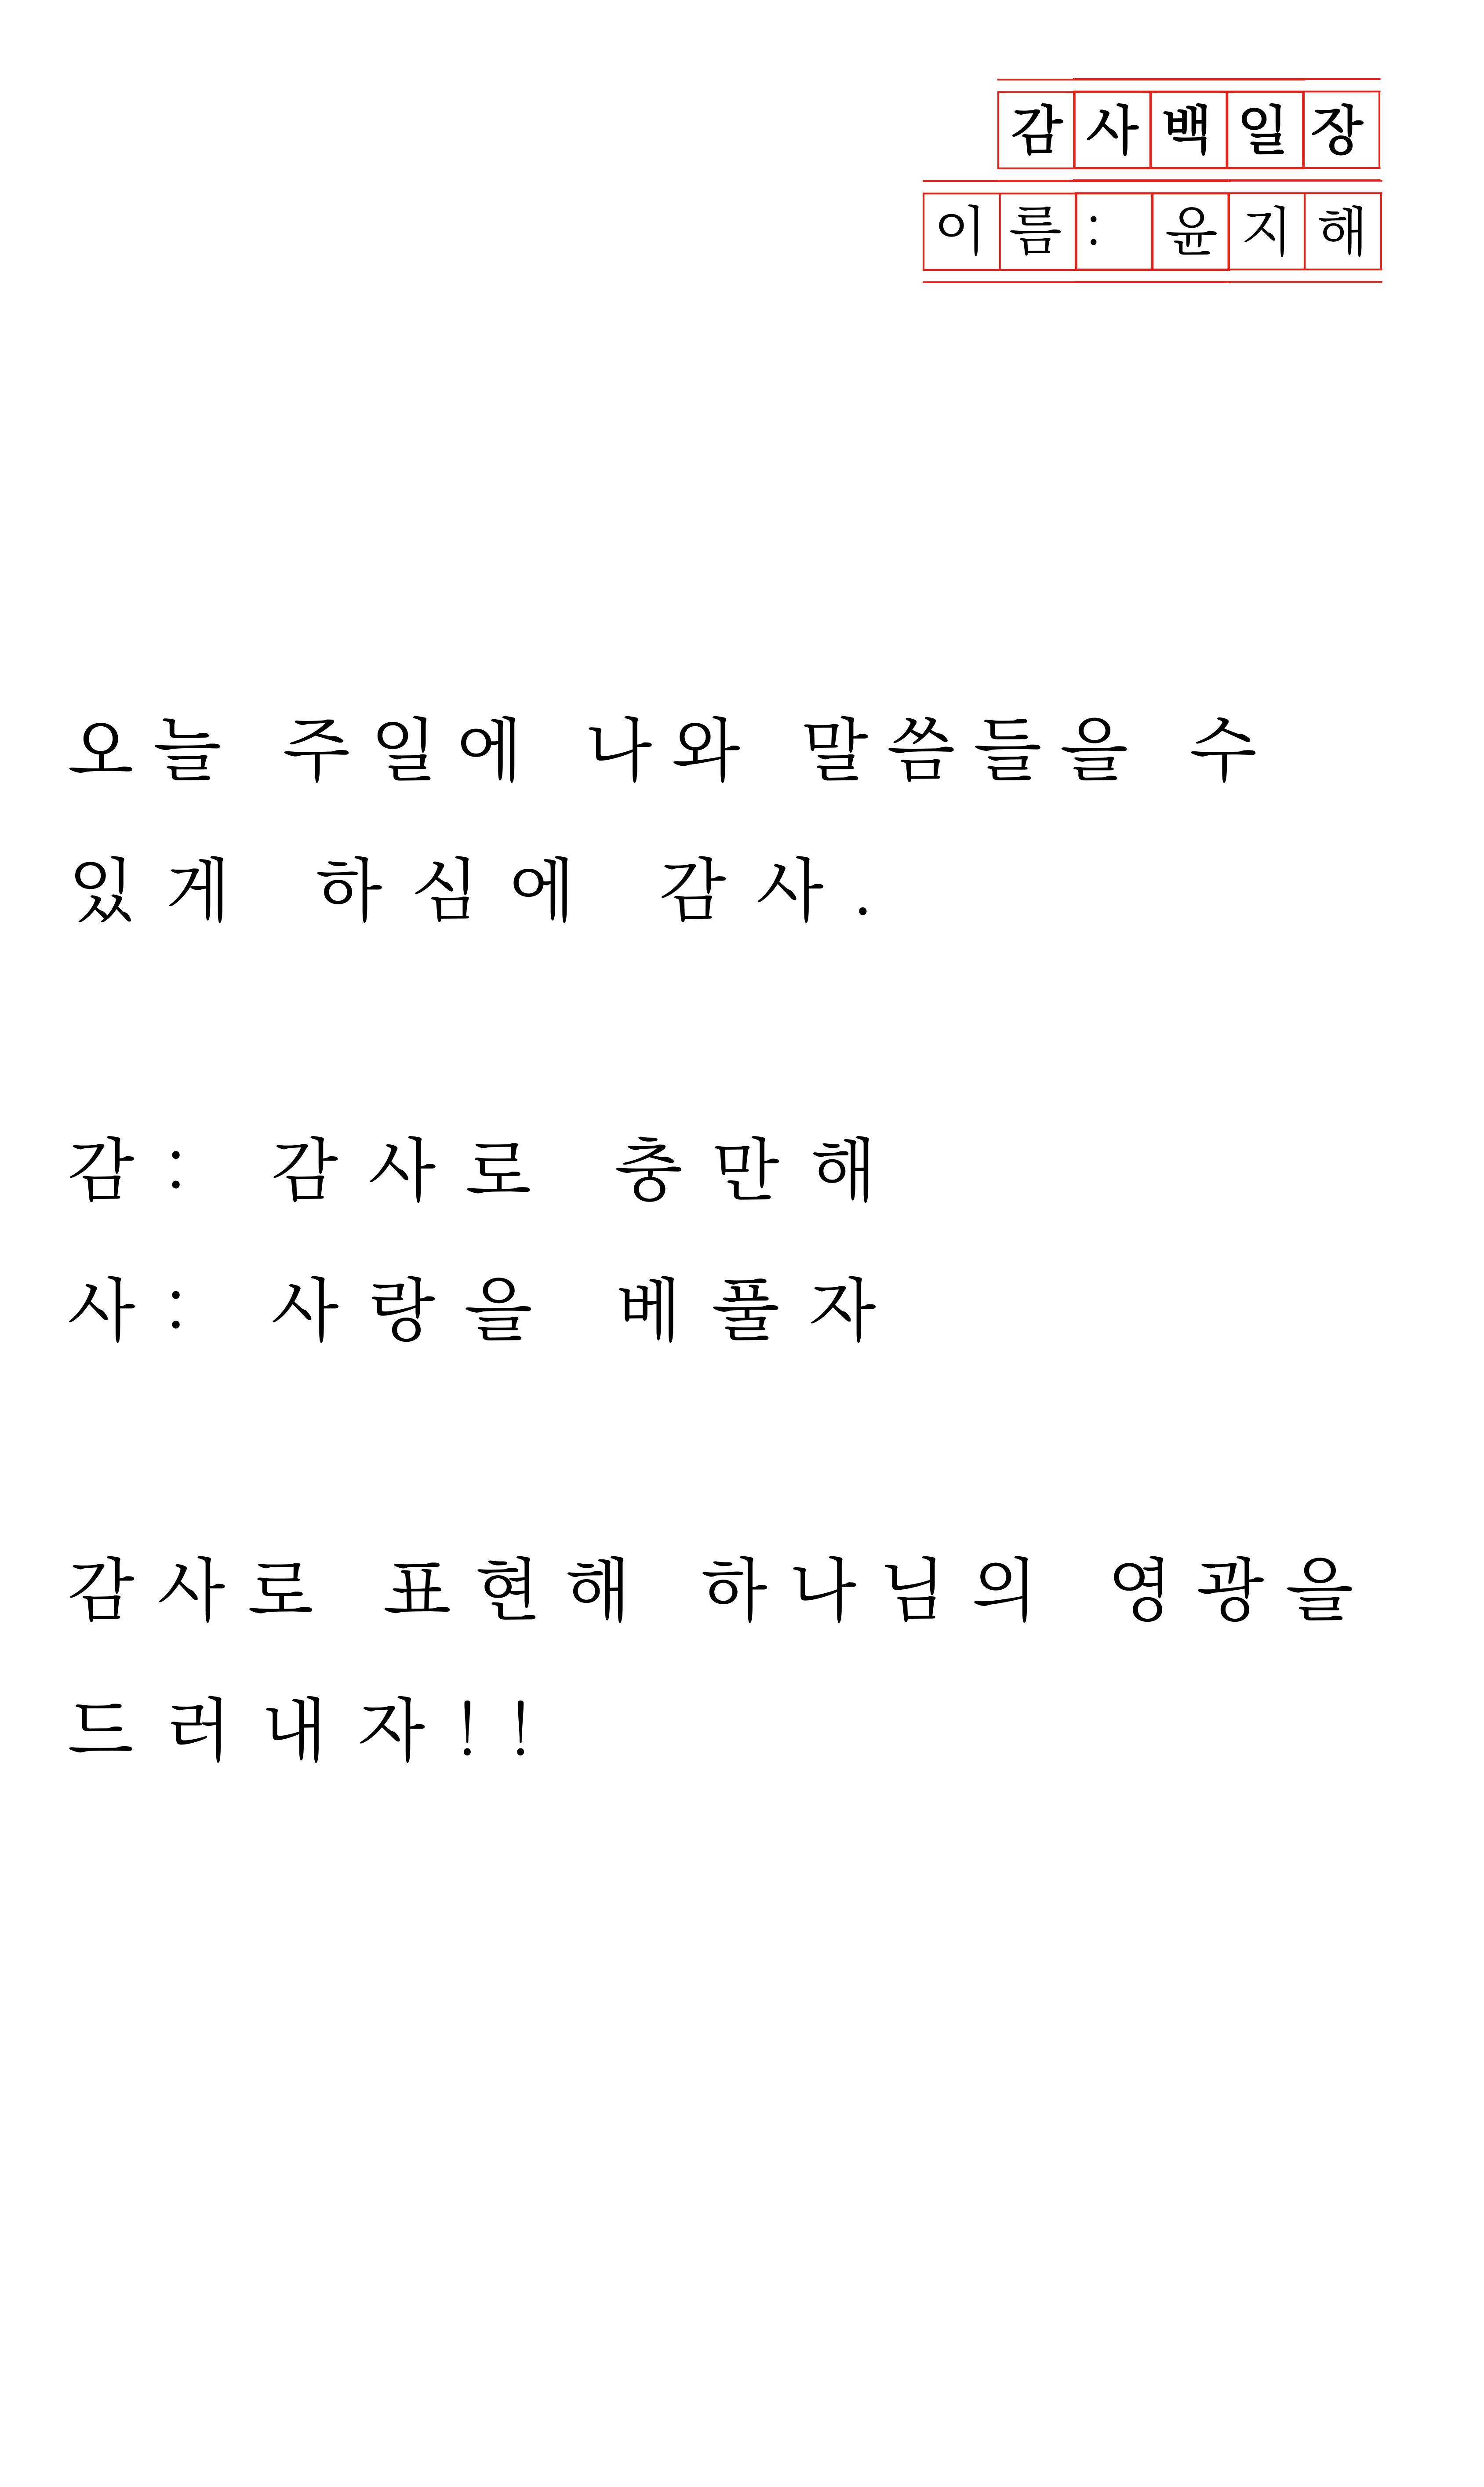 감사백일장
이름: 윤지해
오늘 주일에 나와 말씀들을 수
있게 하심에 감사.
감: 감사로 충만해
사: 사랑을 베풀자
감사로 표현해 하나님의 영광을
드러내자!!